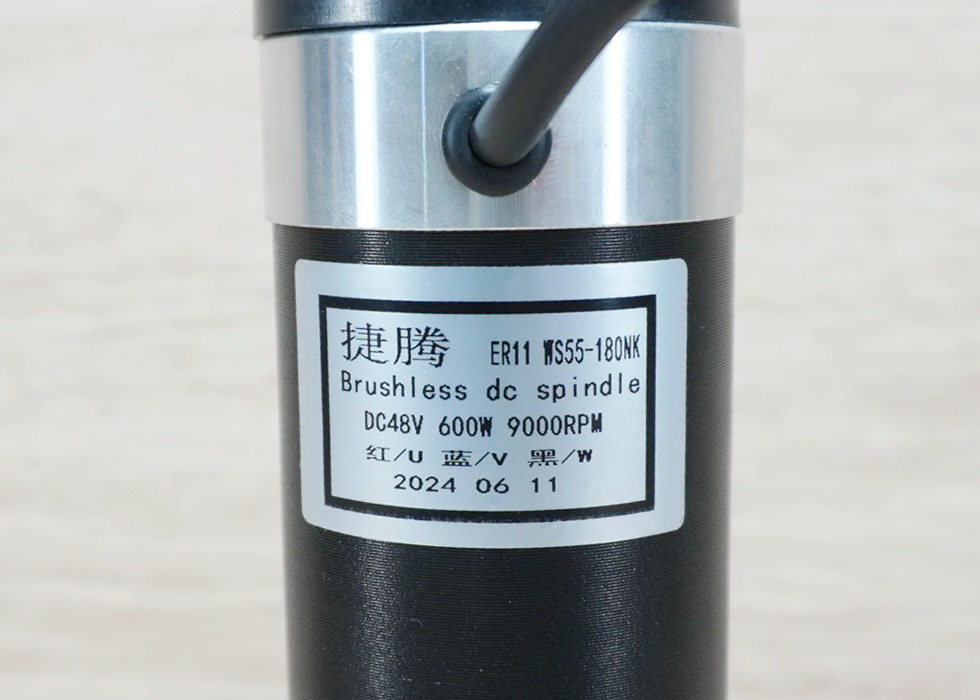 捷腾 ER11 WS55-180NK
Brushless dc spindle
DC48V 600W 9000RPM
红/U 蓝/V 黑/W
2024 06 11